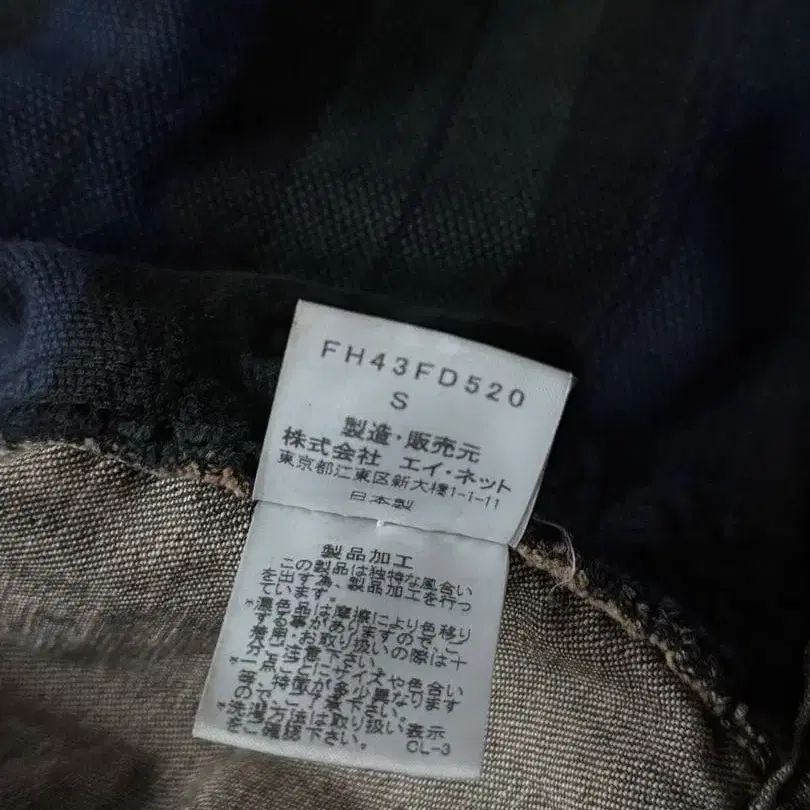 FH43FD520
S
製造・販売元
株式会社 エイ・ネット
東京都江東区新大橋1-1-11
日本製
製品加工
この製品は独特な風合い
を出す為、製品加工を行っ
ています。
*濃色品は摩擦により色移り
する事がありますので、ご
着用・お取り扱いの際は十
分ご注意下さい。
*一点ごとにサイズや色合い
等、特徴が多少異なります
ので、ご了承下さい。
*洗濯方法は取り扱い表示
をご確認下さい。
CL-3